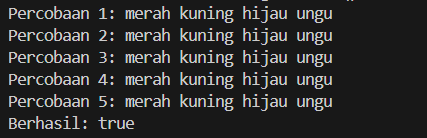 Percobaan 1: merah kuning hijau ungu
Percobaan 2: merah kuning hijau ungu
Percobaan 3: merah kuning hijau ungu
Percobaan 4: merah kuning hijau ungu
Percobaan 5: merah kuning hijau ungu
Berhasil: true